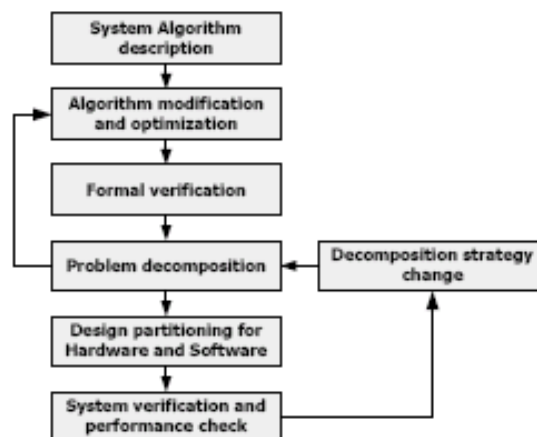 System Algorithm
description
Algorithm modification
and optimization
Formal verification
Problem decomposition
Decomposition strategy
change
Design partitioning for
Hardware and Software
System verification and
performance check